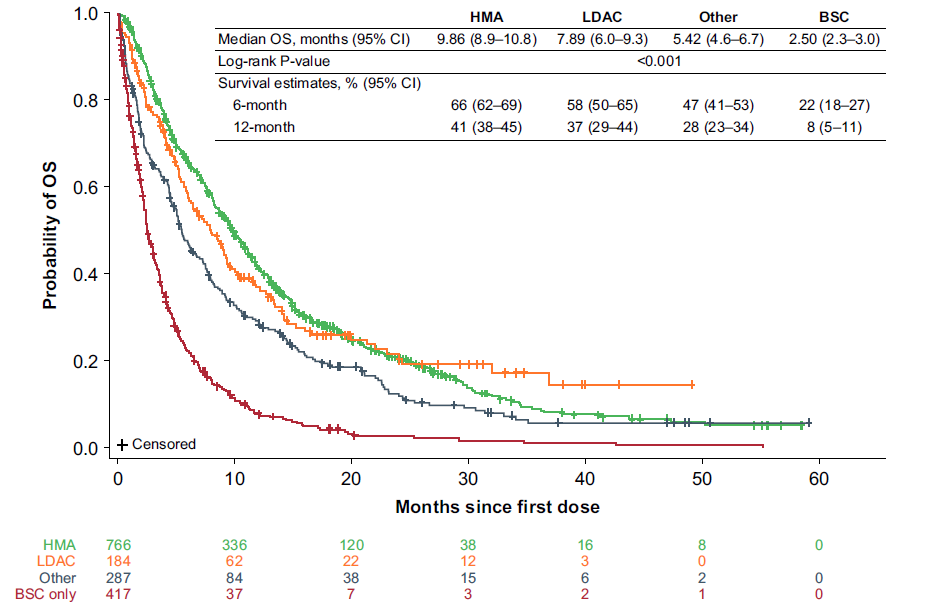 HMA LDAC Other BSC
Median OS, months (95% CI) 9.86 (8.9–10.8) 7.89 (6.0–9.3) 5.42 (4.6–6.7) 2.50 (2.3–3.0)
Log-rank P-value <0.001
Survival estimates, % (95% CI)
6-month 66 (62–69) 58 (50–65) 47 (41–53) 22 (18–27)
12-month 41 (38–45) 37 (29–44) 28 (23–34) 8 (5–11)
Probability of OS
1.0
0.8
0.6
0.4
0.2
0.0
+ Censored
0 10 20 30 40 50 60
Months since first dose
HMA 766 336 120 38 16 8 0
LDAC 184 62 22 12 3 0
Other 287 84 38 15 6 2 0
BSC only 417 37 7 3 2 1 0